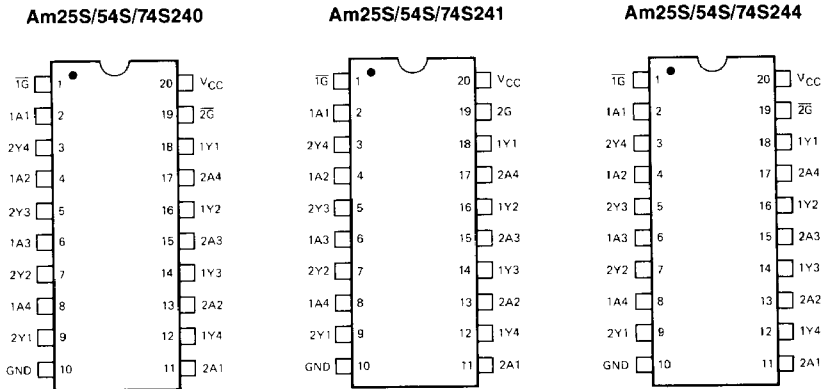 Am25S/54S/74S240
1G̅ 1 20 VCC
1A1 2 19 2G̅
2Y4 3 18 1Y1
1A2 4 17 2A4
2Y3 5 16 1Y2
1A3 6 15 2A3
2Y2 7 14 1Y3
1A4 8 13 2A2
2Y1 9 12 1Y4
GND 10 11 2A1
Am25S/54S/74S241
1G̅ 1 20 VCC
1A1 2 19 2G
2Y4 3 18 1Y1
1A2 4 17 2A4
2Y3 5 16 1Y2
1A3 6 15 2A3
2Y2 7 14 1Y3
1A4 8 13 2A2
2Y1 9 12 1Y4
GND 10 11 2A1
Am25S/54S/74S244
1G̅ 1 20 VCC
1A1 2 19 2G̅
2Y4 3 18 1Y1
1A2 4 17 2A4
2Y3 5 16 1Y2
1A3 6 15 2A3
2Y2 7 14 1Y3
1A4 8 13 2A2
2Y1 9 12 1Y4
GND 10 11 2A1